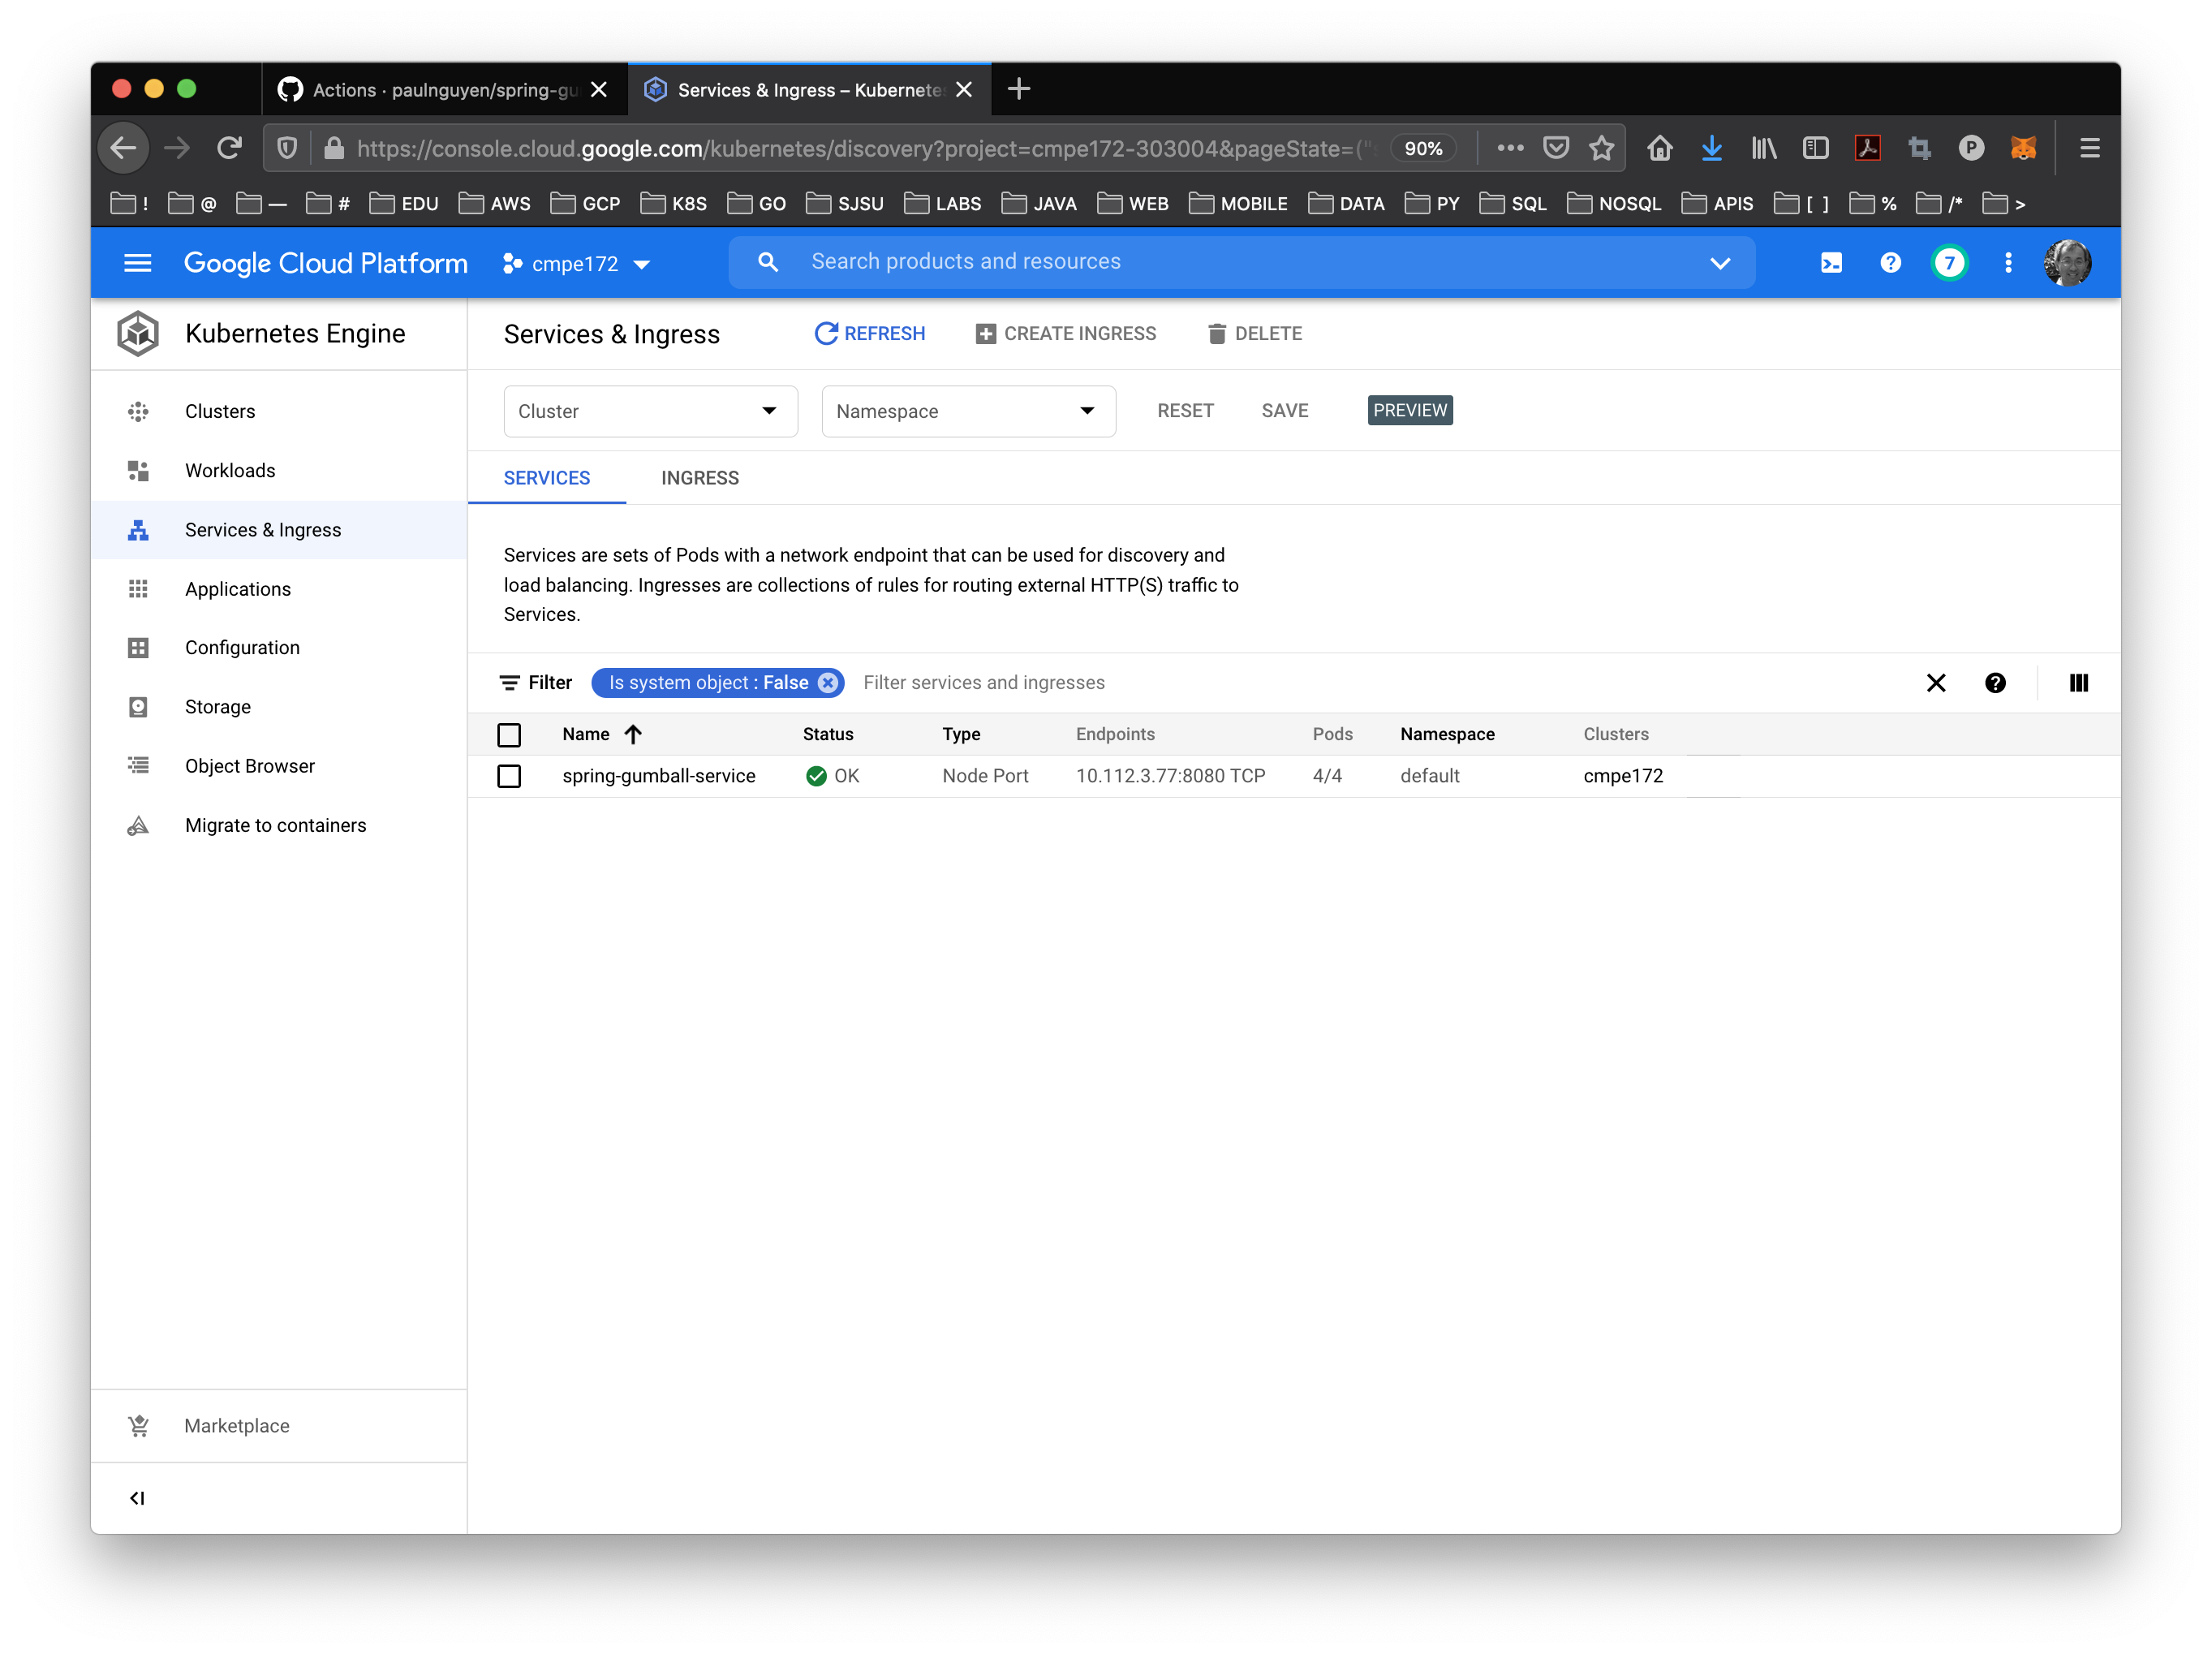 Actions · paulnguyen/spring-gu
Services & Ingress – Kubernete
https://console.cloud.google.com/kubernetes/discovery?project=cmpe172-303004&pageState=("s
90%
P
! @ — # EDU AWS GCP K8S GO SJSU LABS JAVA WEB MOBILE DATA PY SQL NOSQL APIS [ ] % /* >
Google Cloud Platform
cmpe172
Search products and resources
7
Kubernetes Engine
Services & Ingress
REFRESH
CREATE INGRESS
DELETE
Clusters
Workloads
Services & Ingress
Applications
Configuration
Storage
Object Browser
Migrate to containers
Marketplace
Cluster
Namespace
RESET
SAVE
PREVIEW
SERVICES
INGRESS
Services are sets of Pods with a network endpoint that can be used for discovery and
load balancing. Ingresses are collections of rules for routing external HTTP(S) traffic to
Services.
Filter
Is system object : False
Filter services and ingresses
Name Status Type Endpoints Pods Namespace Clusters
spring-gumball-service OK Node Port 10.112.3.77:8080 TCP 4/4 default cmpe172